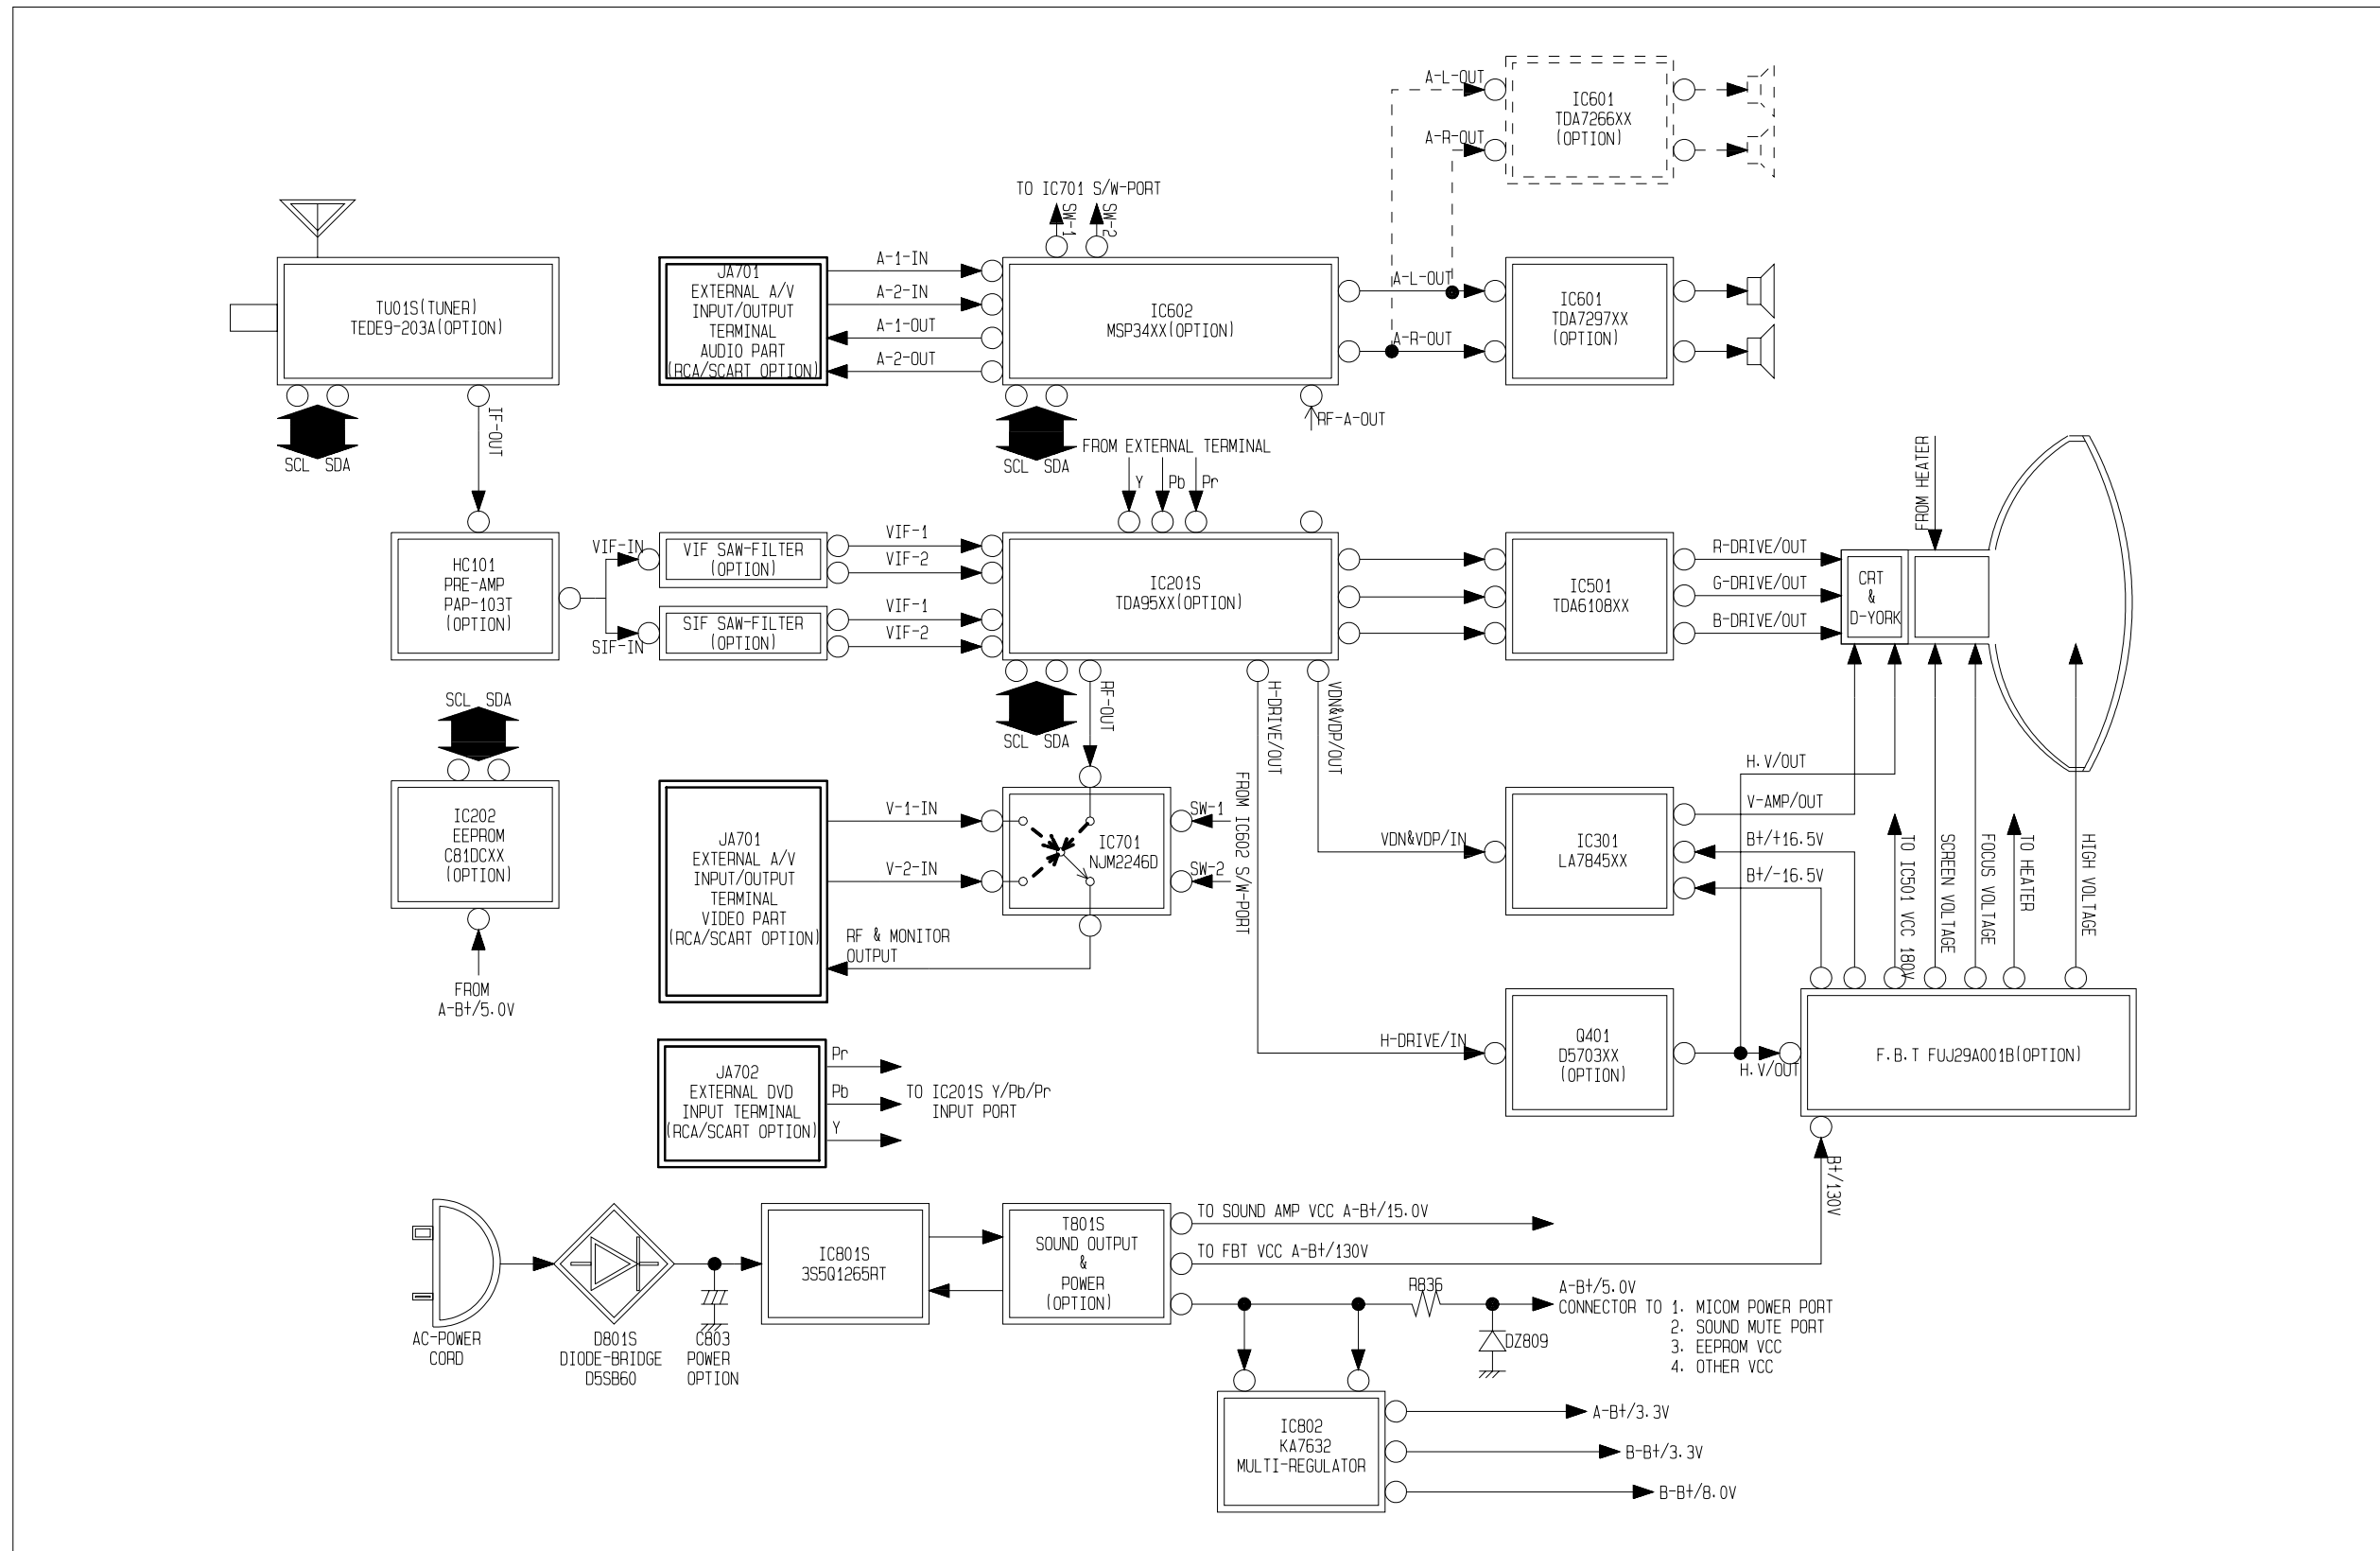 A-L-OUT
A-R-OUT
IC601
TDA7266XX
(OPTION)
TO IC701 S/W-PORT
SW-1
SW-2
TU01S(TUNER)
TEDE9-203A(OPTION)
SCL SDA
IF-OUT
JA701
EXTERNAL A/V
INPUT/OUTPUT
TERMINAL
AUDIO PART
(RCA/SCART OPTION)
A-1-IN
A-2-IN
A-1-OUT
A-2-OUT
IC602
MSP34XX(OPTION)
SCL SDA
RF-A-OUT
A-L-OUT
A-R-OUT
IC601
TDA7297XX
(OPTION)
FROM EXTERNAL TERMINAL
Y
Pb
Pr
FROM HEATER
HC101
PRE-AMP
PAP-103T
(OPTION)
VIF-IN
SIF-IN
VIF SAW-FILTER
(OPTION)
SIF SAW-FILTER
(OPTION)
VIF-1
VIF-2
VIF-1
VIF-2
IC201S
TDA95XX(OPTION)
IC501
TDA6108XX
R-DRIVE/OUT
G-DRIVE/OUT
B-DRIVE/OUT
CRT
&
D-YORK
SCL SDA
RF-OUT
H-DRIVE/OUT
VDN&VDP/OUT
SCL SDA
IC202
EEPROM
C81DCXX
(OPTION)
FROM
A-B+/5.0V
JA701
EXTERNAL A/V
INPUT/OUTPUT
TERMINAL
VIDEO PART
(RCA/SCART OPTION)
V-1-IN
V-2-IN
RF & MONITOR
OUTPUT
IC701
NJM2246D
SW-1
SW-2
FROM IC602 S/W-PORT
VDN&VDP/IN
IC301
LA7845XX
H.V/OUT
V-AMP/OUT
B+/+16.5V
B+/-16.5V
TO IC501 VCC 180V
SCREEN VOLTAGE
FOCUS VOLTAGE
TO HEATER
HIGH VOLTAGE
H-DRIVE/IN
Q401
D5703XX
(OPTION)
H.V/OUT
F.B.T FUJ29A001B(OPTION)
B+/130V
JA702
EXTERNAL DVD
INPUT TERMINAL
(RCA/SCART OPTION)
Pr
Pb
Y
TO IC201S Y/Pb/Pr
INPUT PORT
AC-POWER
CORD
D801S
DIODE-BRIDGE
D5SB60
C803
POWER
OPTION
IC801S
3S5Q1265RT
T801S
SOUND OUTPUT
&
POWER
(OPTION)
TO SOUND AMP VCC A-B+/15.0V
TO FBT VCC A-B+/130V
R836
DZ809
A-B+/5.0V
CONNECTOR TO 1. MICOM POWER PORT
2. SOUND MUTE PORT
3. EEPROM VCC
4. OTHER VCC
IC802
KA7632
MULTI-REGULATOR
A-B+/3.3V
B-B+/3.3V
B-B+/8.0V